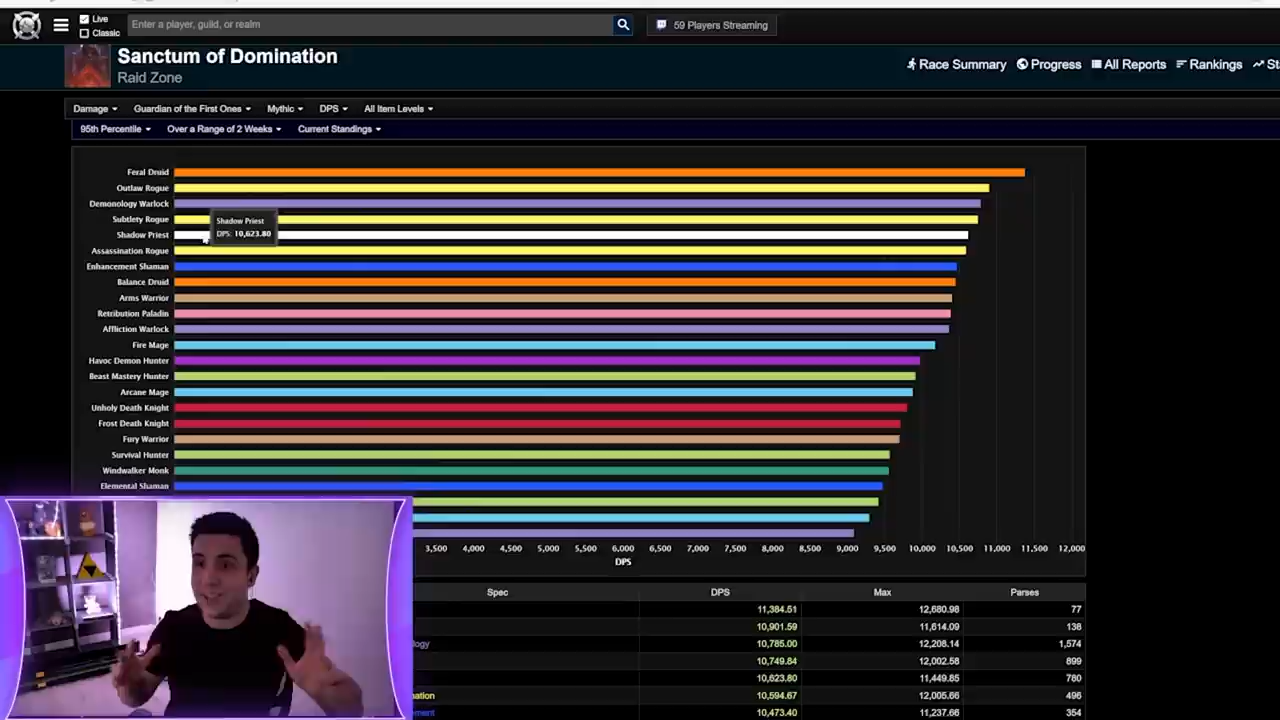 Live
Classic
Enter a player, guild, or realm
59 Players Streaming
Sanctum of Domination
Raid Zone
Race Summary Progress All Reports Rankings St
Damage Guardian of the First Ones Mythic DPS All Item Levels
95th Percentile Over a Range of 2 Weeks Current Standings
Feral Druid
Outlaw Rogue
Demonology Warlock
Subtlety Rogue
Shadow Priest
DPS: 10,623.80
Shadow Priest
Assassination Rogue
Enhancement Shaman
Balance Druid
Arms Warrior
Retribution Paladin
Affliction Warlock
Fire Mage
Havoc Demon Hunter
Beast Mastery Hunter
Arcane Mage
Unholy Death Knight
Frost Death Knight
Fury Warrior
Survival Hunter
Windwalker Monk
Elemental Shaman
3,500 4,000 4,500 5,000 5,500 6,000 6,500 7,000 7,500 8,000 8,500 9,000 9,500 10,000 10,500 11,000 11,500 12,000
DPS
Spec DPS Max Parses
11,384.51 12,680.98 77
10,901.59 11,614.09 138
ology 10,785.00 12,208.14 1,574
10,749.84 12,002.58 899
10,623.80 11,449.85 780
nation 10,594.67 12,005.66 496
ement 10,473.40 11,237.66 354